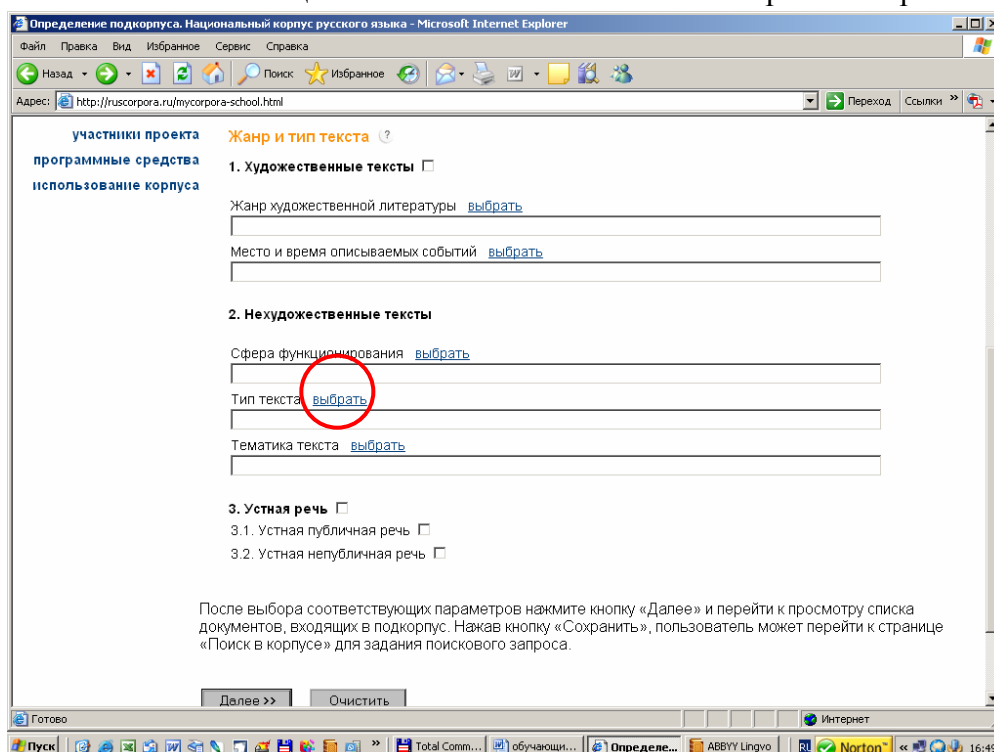 Определение подкорпуса. Национальный корпус русского языка - Microsoft Internet Explorer
Файл Правка Вид Избранное Сервис Справка
Назад Поиск Избранное
Адрес: http://ruscorpora.ru/mycorpora-school.html Переход Ссылки »
участники проекта
программные средства
использование корпуса
Жанр и тип текста ?
1. Художественные тексты
Жанр художественной литературы выбрать
Место и время описываемых событий выбрать
2. Нехудожественные тексты
Сфера функционирования выбрать
Тип текста выбрать
Тематика текста выбрать
3. Устная речь
3.1. Устная публичная речь
3.2. Устная непубличная речь
После выбора соответствующих параметров нажмите кнопку «Далее» и перейти к просмотру списка
документов, входящих в подкорпус. Нажав кнопку «Сохранить», пользователь может перейти к странице
«Поиск в корпусе» для задания поискового запроса.
Далее >> Очистить
Готово Интернет
Пуск » Total Comm... обучающи... Определе... ABBYY Lingvo RL Norton «